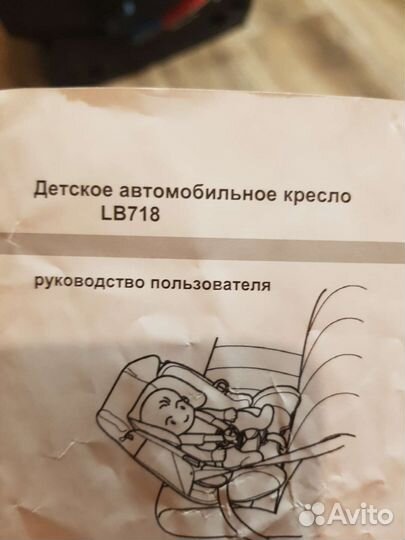 Детское автомобильное кресло
LB718
руководство пользователя
Avito